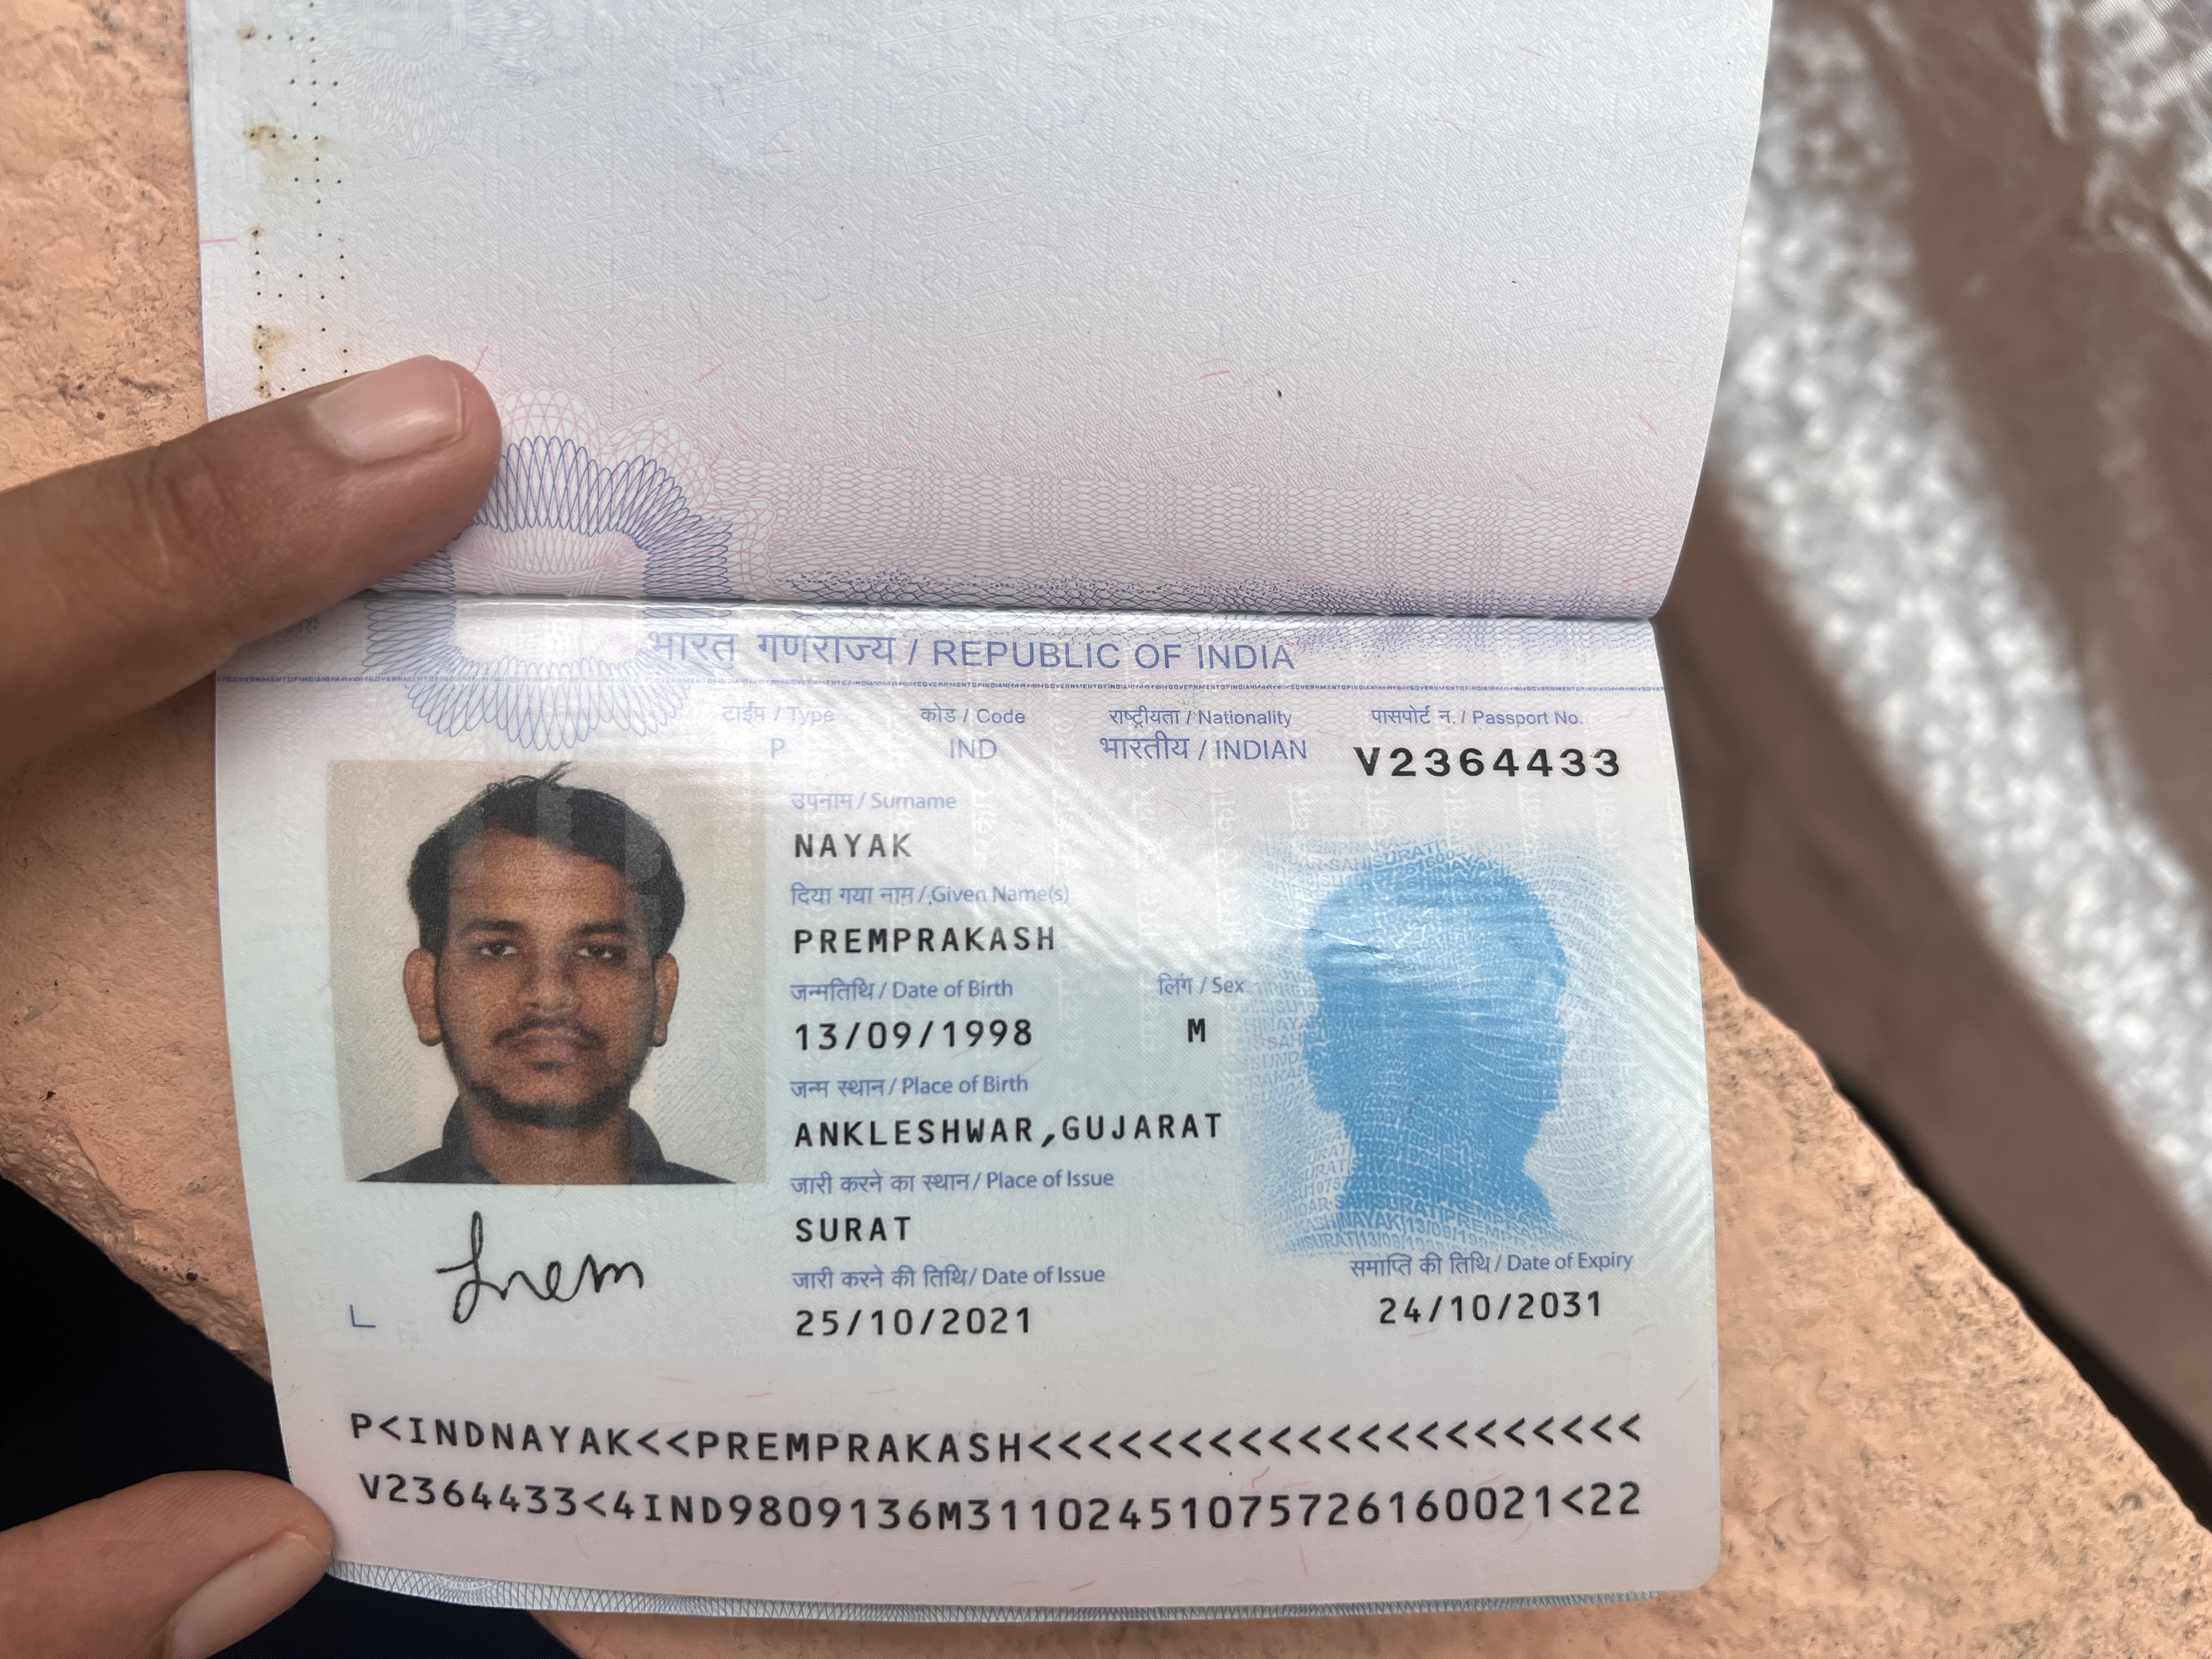 भारत गणराज्य / REPUBLIC OF INDIA
टाईप / Type कोड / Code राष्ट्रीयता / Nationality पासपोर्ट न. / Passport No.
P IND भारतीय / INDIAN V2364433
उपनाम / Surname
NAYAK
दिया गया नाम / Given Name(s)
PREMPRAKASH
जन्मतिथि / Date of Birth लिंग / Sex
13/09/1998 M
जन्म स्थान / Place of Birth
ANKLESHWAR,GUJARAT
जारी करने का स्थान / Place of Issue
SURAT
जारी करने की तिथि / Date of Issue समाप्ति की तिथि / Date of Expiry
25/10/2021 24/10/2031
Prem
P<INDNAYAK<<PREMPRAKASH<<<<<<<<<<<<<<<<<<<<<
V2364433<4IND9809136M31102451075726160021<22